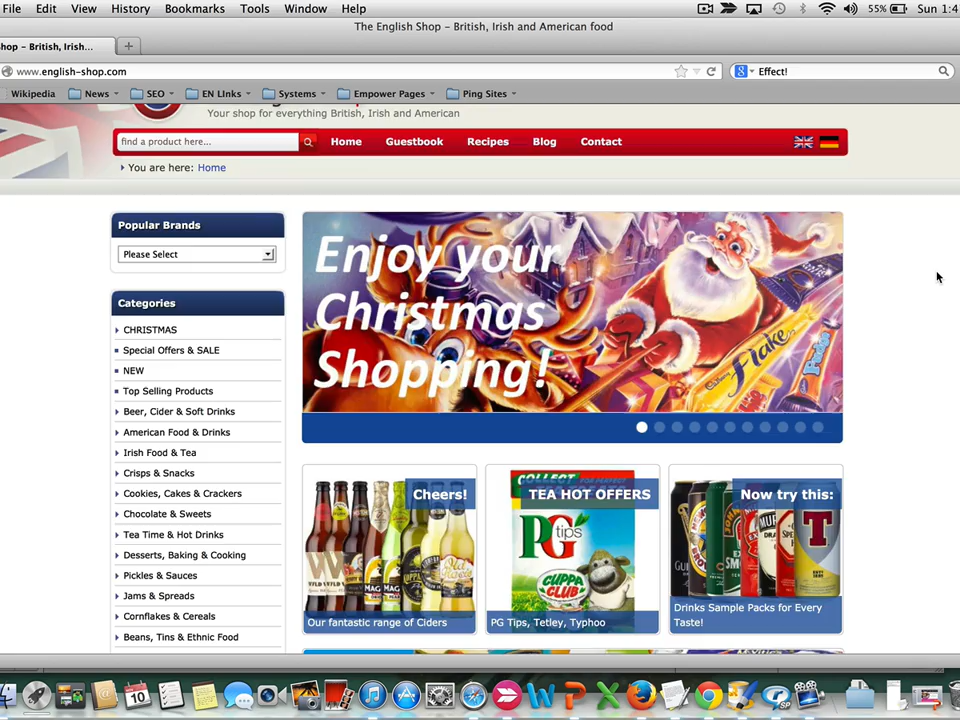 File Edit View History Bookmarks Tools Window Help 55% Sun 1:4
The English Shop - British, Irish and American food
hop - British, Irish...
www.english-shop.com Effect!
Wikipedia News SEO EN LInks Systems Empower Pages Ping Sites
Your shop for everything British, Irish and American
find a product here... Home Guestbook Recipes Blog Contact
You are here: Home
Popular Brands
Please Select
Categories
CHRISTMAS
Special Offers & SALE
NEW
Top Selling Products
Beer, Cider & Soft Drinks
American Food & Drinks
Irish Food & Tea
Crisps & Snacks
Cookies, Cakes & Crackers
Chocolate & Sweets
Tea Time & Hot Drinks
Desserts, Baking & Cooking
Pickles & Sauces
Jams & Spreads
Cornflakes & Cereals
Beans, Tins & Ethnic Food
Enjoy your
Christmas
Shopping!
Cadbury Flake
Fudge
Cheers!
Our fantastic range of Ciders
COLLECT
TEA HOT OFFERS
PG tips
CUPPA
CLUB
PG Tips, Tetley, Typhoo
Now try this:
T
Drinks Sample Packs for Every
Taste!
10